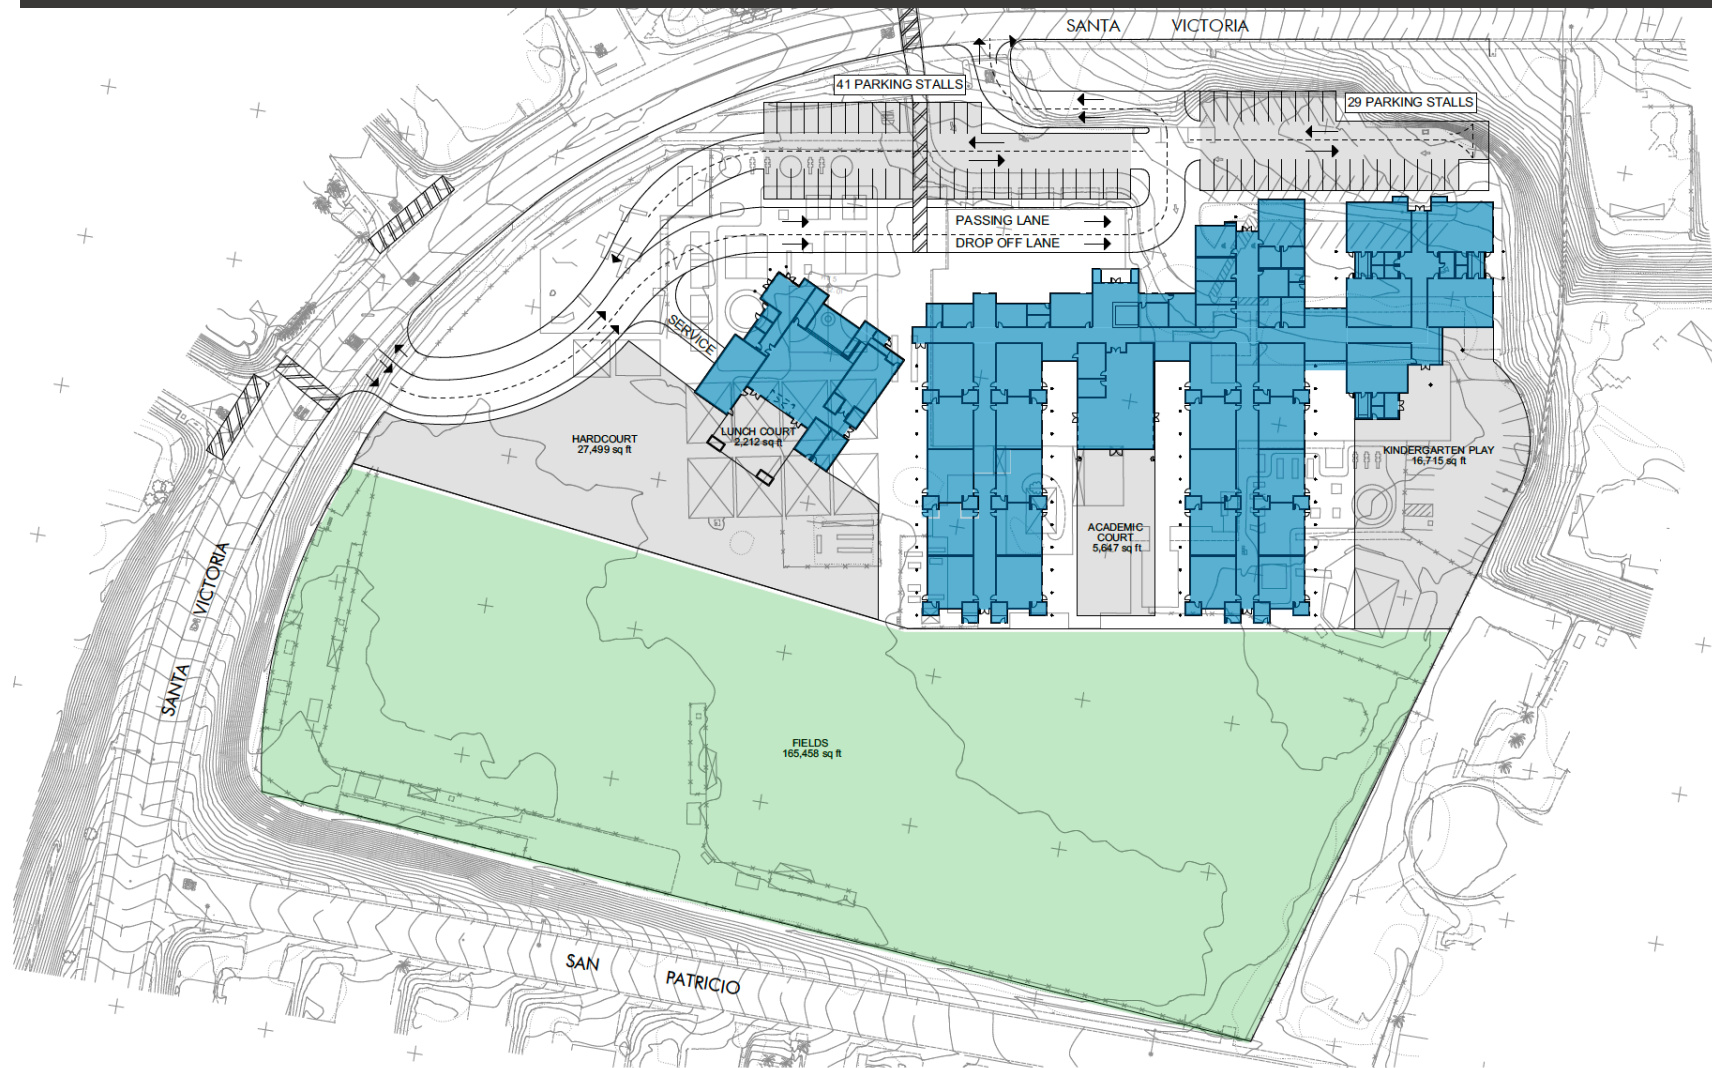 SANTA VICTORIA
41 PARKING STALLS
29 PARKING STALLS
PASSING LANE
DROP OFF LANE
SERVICE
LUNCH COURT
2,212 sq ft
HARDCOURT
27,499 sq ft
KINDERGARTEN PLAY
16,715 sq ft
ACADEMIC
COURT
5,647 sq ft
SANTA VICTORIA
FIELDS
165,458 sq ft
SAN PATRICIO